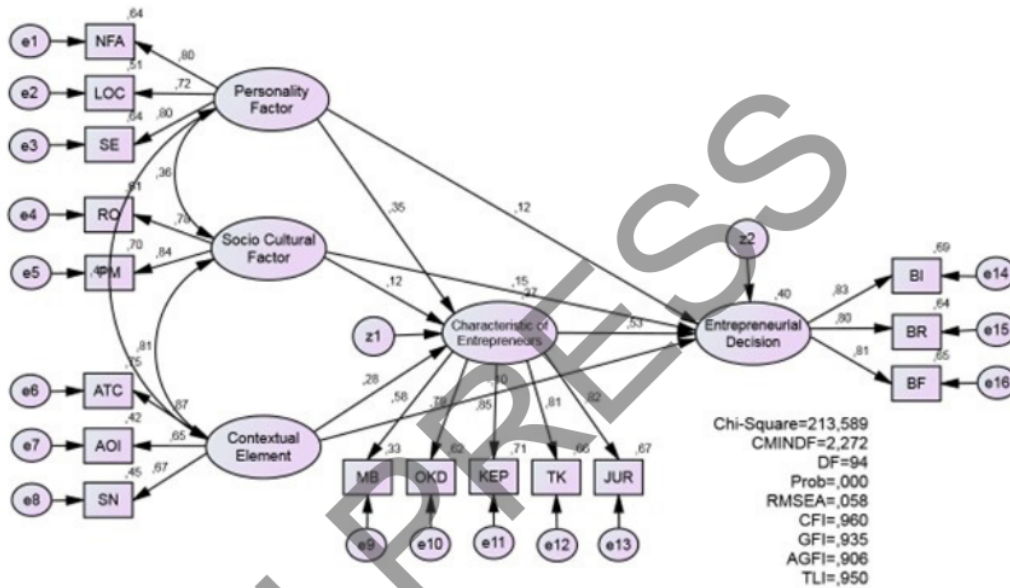 ,64
e1
NFA
,80
,51
e2
LOC
,72
Personality
Factor
,64
,80
e3
SE
,36
,61
e4
RO
,78
,35
,12
Socio Cultural
Factor
,70
,84
e5
PM
z2
,12
,15
,37
,40
,69
BI
e14
,83
z1
Characteristic of
Entrepreneurs
,53
Entrepreneurial
Decision
,64
,80
BR
e15
,81
,65
BF
e16
,81
,75
e6
ATC
,87
,28
,58
,79
,85
,10
,81
,82
,42
e7
AOI
,65
Contextual
Element
,45
,67
e8
SN
,33
,62
,71
,66
,67
MB
OKD
KEP
TK
JUR
e9
e10
e11
e12
e13
Chi-Square=213,589
CMINDF=2,272
DF=94
Prob=,000
RMSEA=,058
CFI=,960
GFI=,935
AGFI=,906
TLI=,950
PRESS